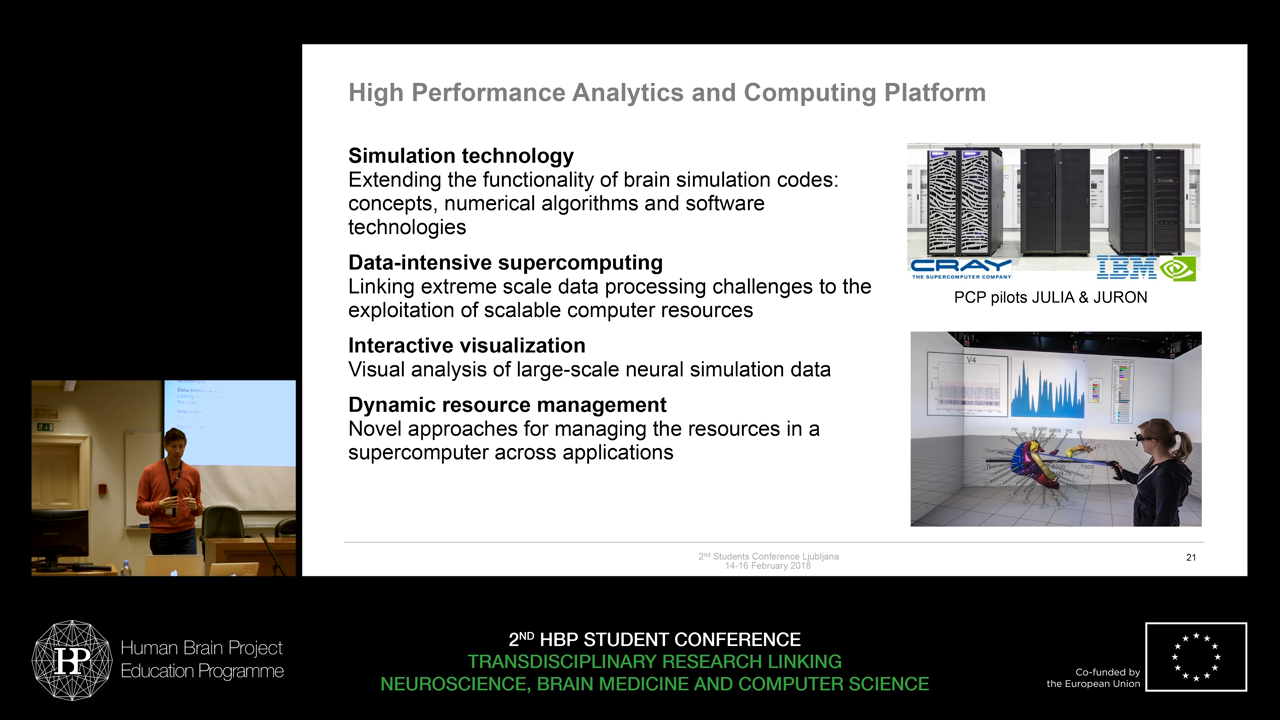 High Performance Analytics and Computing Platform
Simulation technology
Extending the functionality of brain simulation codes:
concepts, numerical algorithms and software
technologies
Data-intensive supercomputing
Linking extreme scale data processing challenges to the
exploitation of scalable computer resources
Interactive visualization
Visual analysis of large-scale neural simulation data
Dynamic resource management
Novel approaches for managing the resources in a
supercomputer across applications
CRAY
THE SUPERCOMPUTER COMPANY
IBM
PCP pilots JULIA & JURON
V4
2nd Students Conference Ljubljana
14-16 February 2018
21
HP
Human Brain Project
Education Programme
2ND HBP STUDENT CONFERENCE
TRANSDISCIPLINARY RESEARCH LINKING
NEUROSCIENCE, BRAIN MEDICINE AND COMPUTER SCIENCE
Co-funded by
the European Union